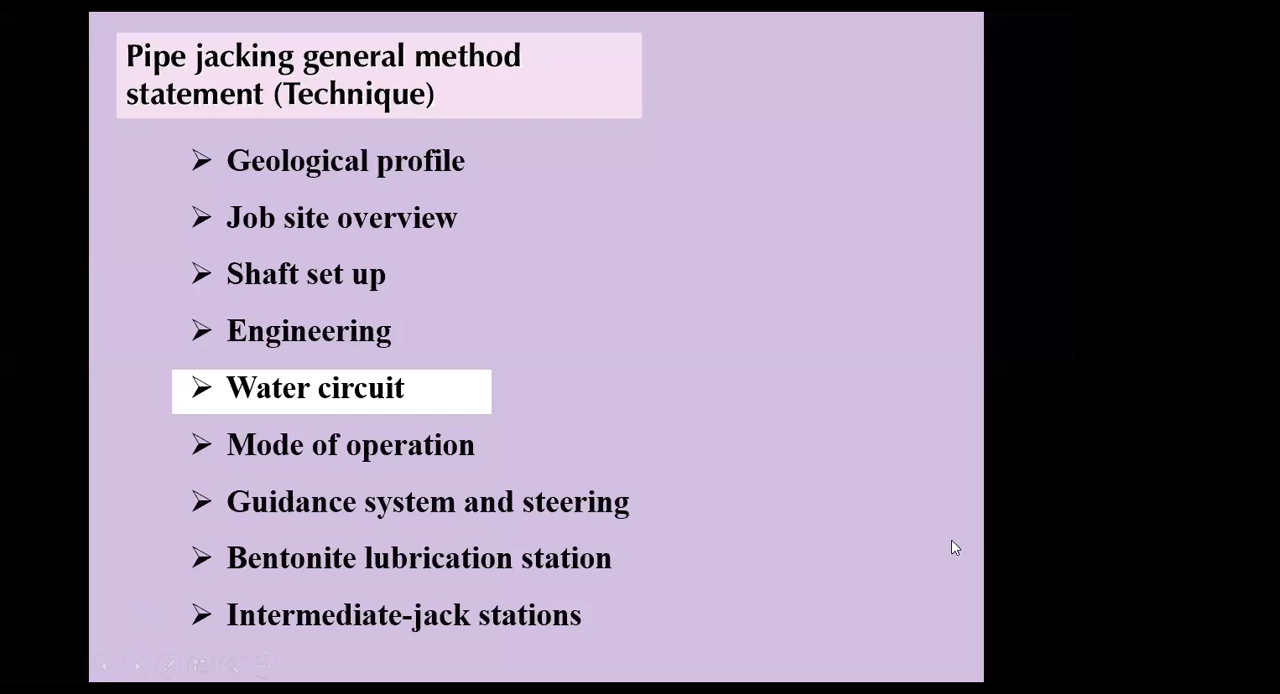 Pipe jacking general method
statement (Technique)
➢ Geological profile
➢ Job site overview
➢ Shaft set up
➢ Engineering
➢ Water circuit
➢ Mode of operation
➢ Guidance system and steering
➢ Bentonite lubrication station
➢ Intermediate-jack stations